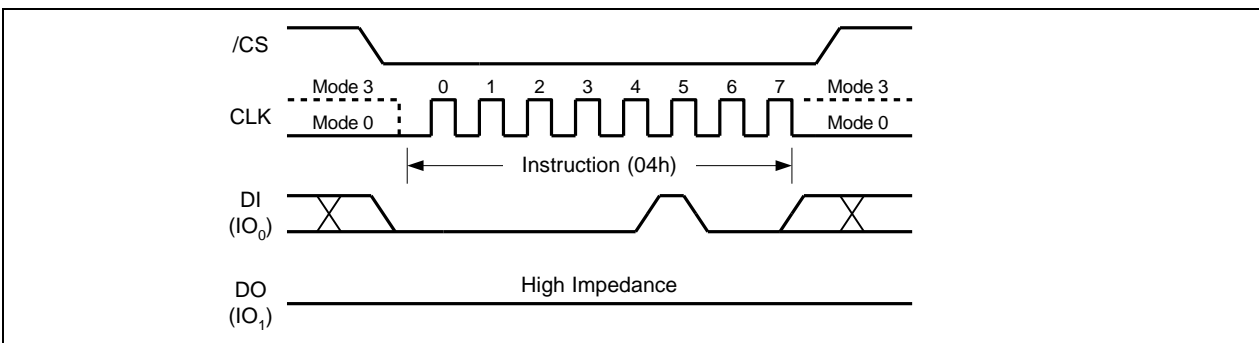 /CS
Mode 3 0 1 2 3 4 5 6 7 Mode 3
CLK
Mode 0 Mode 0
Instruction (04h)
DI
(IO0)
High Impedance
DO
(IO1)